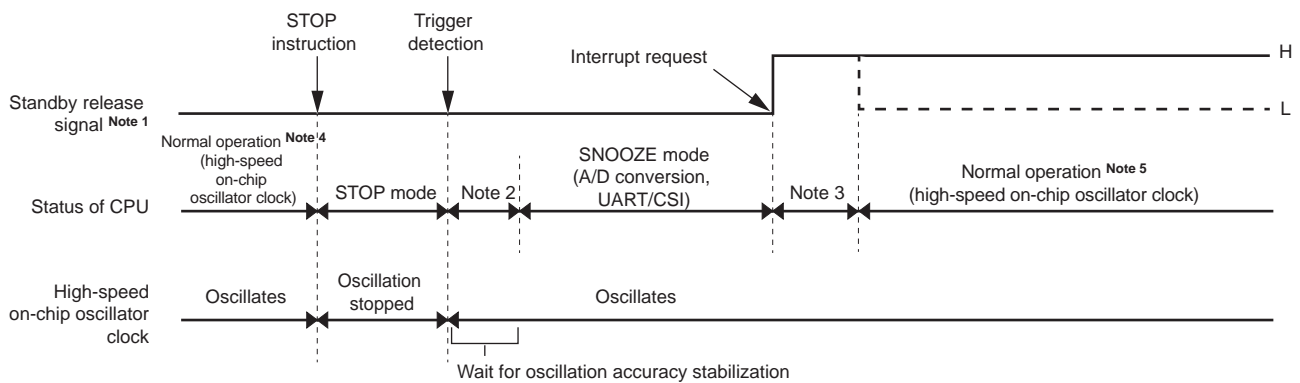 STOP
instruction
Trigger
detection
Interrupt request
H
Standby release
signal Note 1
L
Normal operation Note 4
(high-speed
on-chip
oscillator clock)
SNOOZE mode
(A/D conversion,
UART/CSI)
Normal operation Note 5
(high-speed on-chip oscillator clock)
Status of CPU
STOP mode
Note 2
Note 3
High-speed
on-chip oscillator
clock
Oscillates
Oscillation
stopped
Oscillates
Wait for oscillation accuracy stabilization